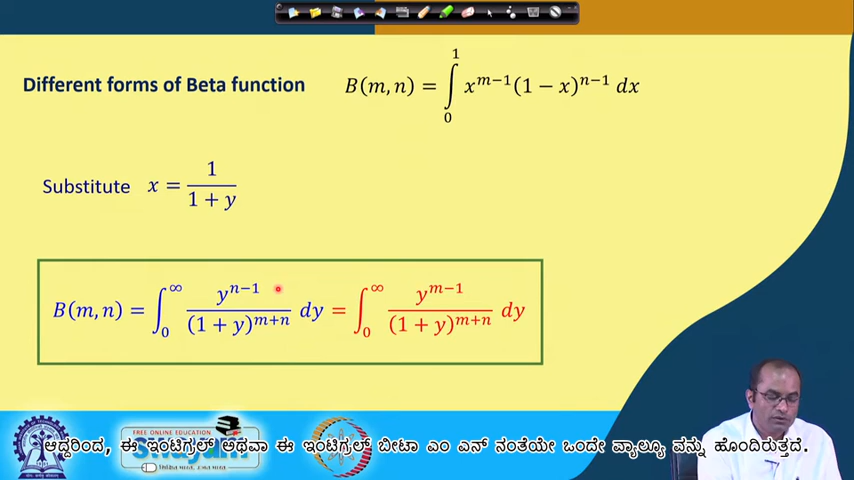 Different forms of Beta function B(m, n) = ∫₀¹ x^{m−1}(1 − x)^{n−1} dx
Substitute x = 1/(1 + y)
B(m, n) = ∫₀^∞ y^{n−1}/(1 + y)^{m+n} dy = ∫₀^∞ y^{m−1}/(1 + y)^{m+n} dy
FREE ONLINE EDUCATION
swayam
ಆದ್ದರಿಂದ, ಈ ಇಂಟಿಗ್ರಲ್ ಅಥವಾ ಈ ಇಂಟಿಗ್ರಲ್ ಬೀಟಾ ಎಂ ಎನ್ ನಂತೆಯೇ ಒಂದೇ ವ್ಯಾಲ್ಯೂ ವನ್ನು ಹೊಂದಿರುತ್ತದೆ.